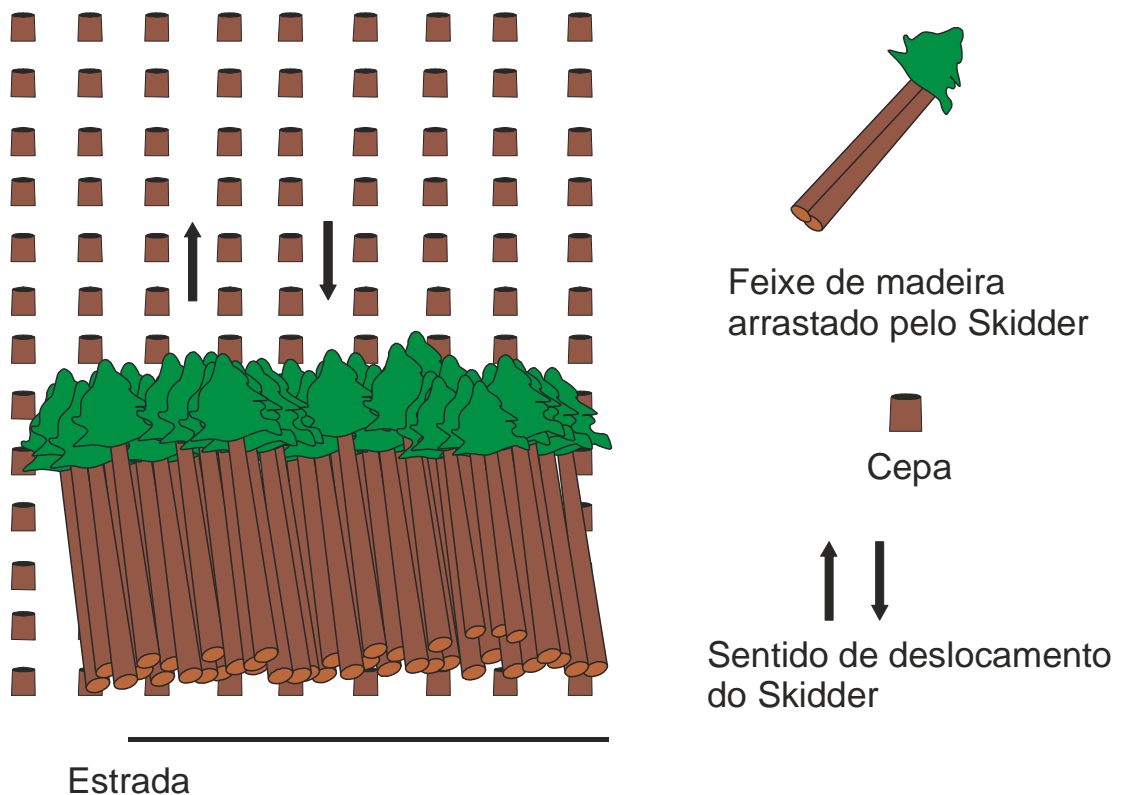 Feixe de madeira
arrastado pelo Skidder
Cepa
Sentido de deslocamento
do Skidder
Estrada